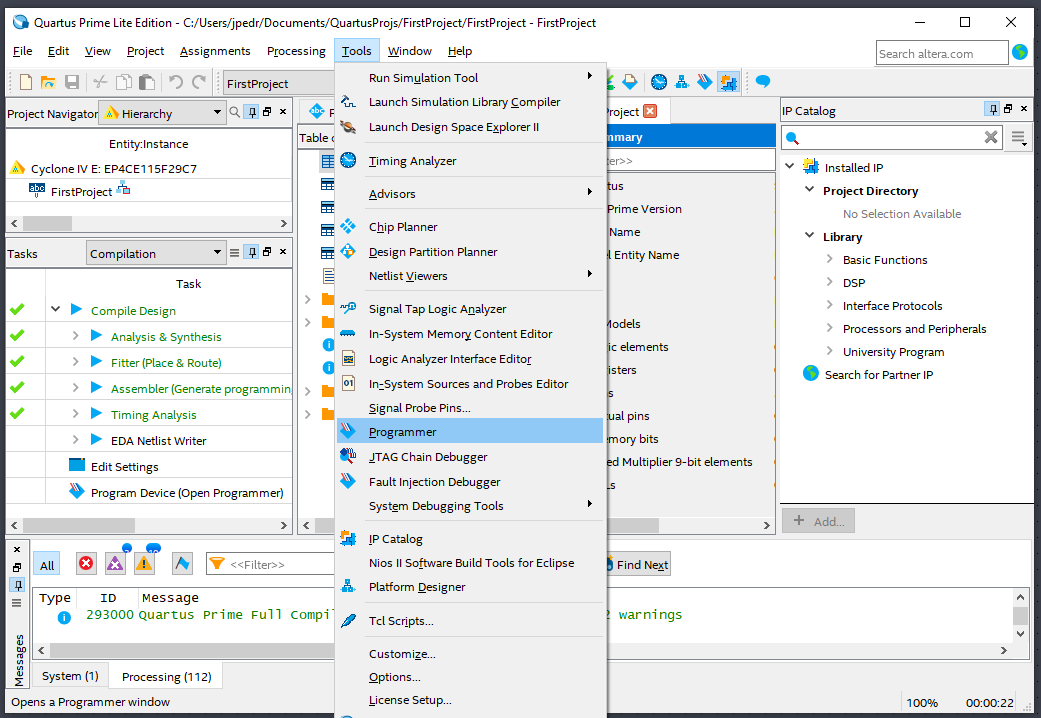 Quartus Prime Lite Edition - C:/Users/jpedr/Documents/QuartusProjs/FirstProject/FirstProject - FirstProject
File Edit View Project Assignments Processing Tools Window Help
Search altera.com
FirstProject
Project Navigator
Hierarchy
Entity:Instance
Cyclone IV E: EP4CE115F29C7
FirstProject
Tasks
Compilation
Task
Compile Design
Analysis & Synthesis
Fitter (Place & Route)
Assembler (Generate programmin
Timing Analysis
EDA Netlist Writer
Edit Settings
Program Device (Open Programmer)
Table o
Run Simulation Tool
Launch Simulation Library Compiler
Launch Design Space Explorer II
Timing Analyzer
Advisors
Chip Planner
Design Partition Planner
Netlist Viewers
Signal Tap Logic Analyzer
In-System Memory Content Editor
Logic Analyzer Interface Editor
In-System Sources and Probes Editor
Signal Probe Pins...
Programmer
JTAG Chain Debugger
Fault Injection Debugger
System Debugging Tools
IP Catalog
Nios II Software Build Tools for Eclipse
Platform Designer
Tcl Scripts...
Customize...
Options...
License Setup...
roject
mmary
ter>>
tus
Prime Version
Name
l Entity Name
Models
ic elements
isters
s
ual pins
mory bits
ed Multiplier 9-bit elements
Ls
IP Catalog
Installed IP
Project Directory
No Selection Available
Library
Basic Functions
DSP
Interface Protocols
Processors and Peripherals
University Program
Search for Partner IP
Add...
All
<<Filter>>
Find Next
Type ID Message
293000 Quartus Prime Full Compil
2 warnings
Messages
System (1)
Processing (112)
Opens a Programmer window
100% 00:00:22